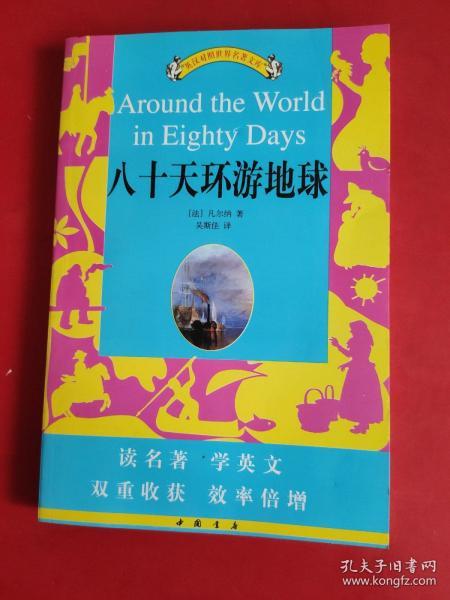 英汉对照世界名著文库
Around the World
in Eighty Days
八十天环游地球
[法] 凡尔纳 著
吴斯佳 译
读名著 学英文
双重收获 效率倍增
中国书店
孔夫子旧书网
www.kongfz.com